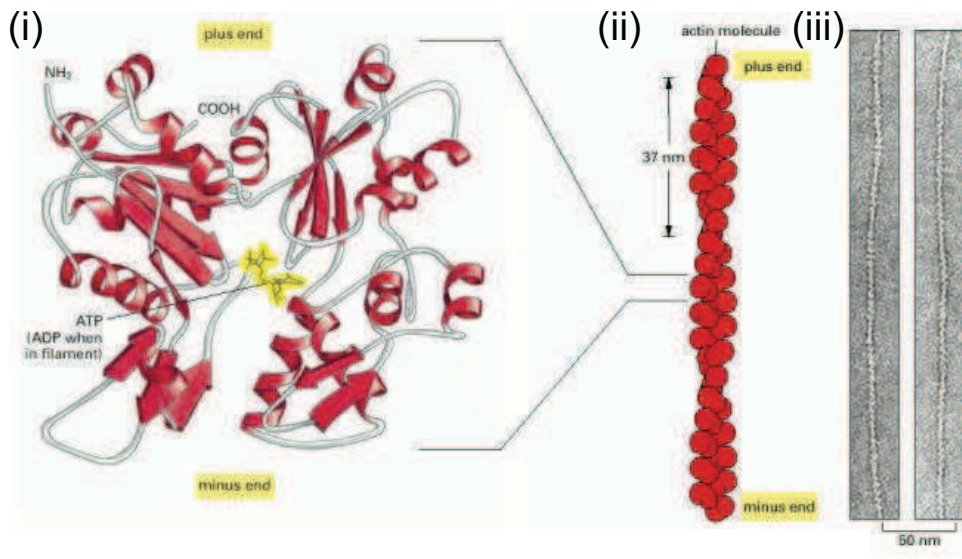 (i)
plus end
NH₂
COOH
ATP
(ADP when
in filament)
minus end
(ii)
actin molecule
plus end
37 nm
minus end
(iii)
50 nm